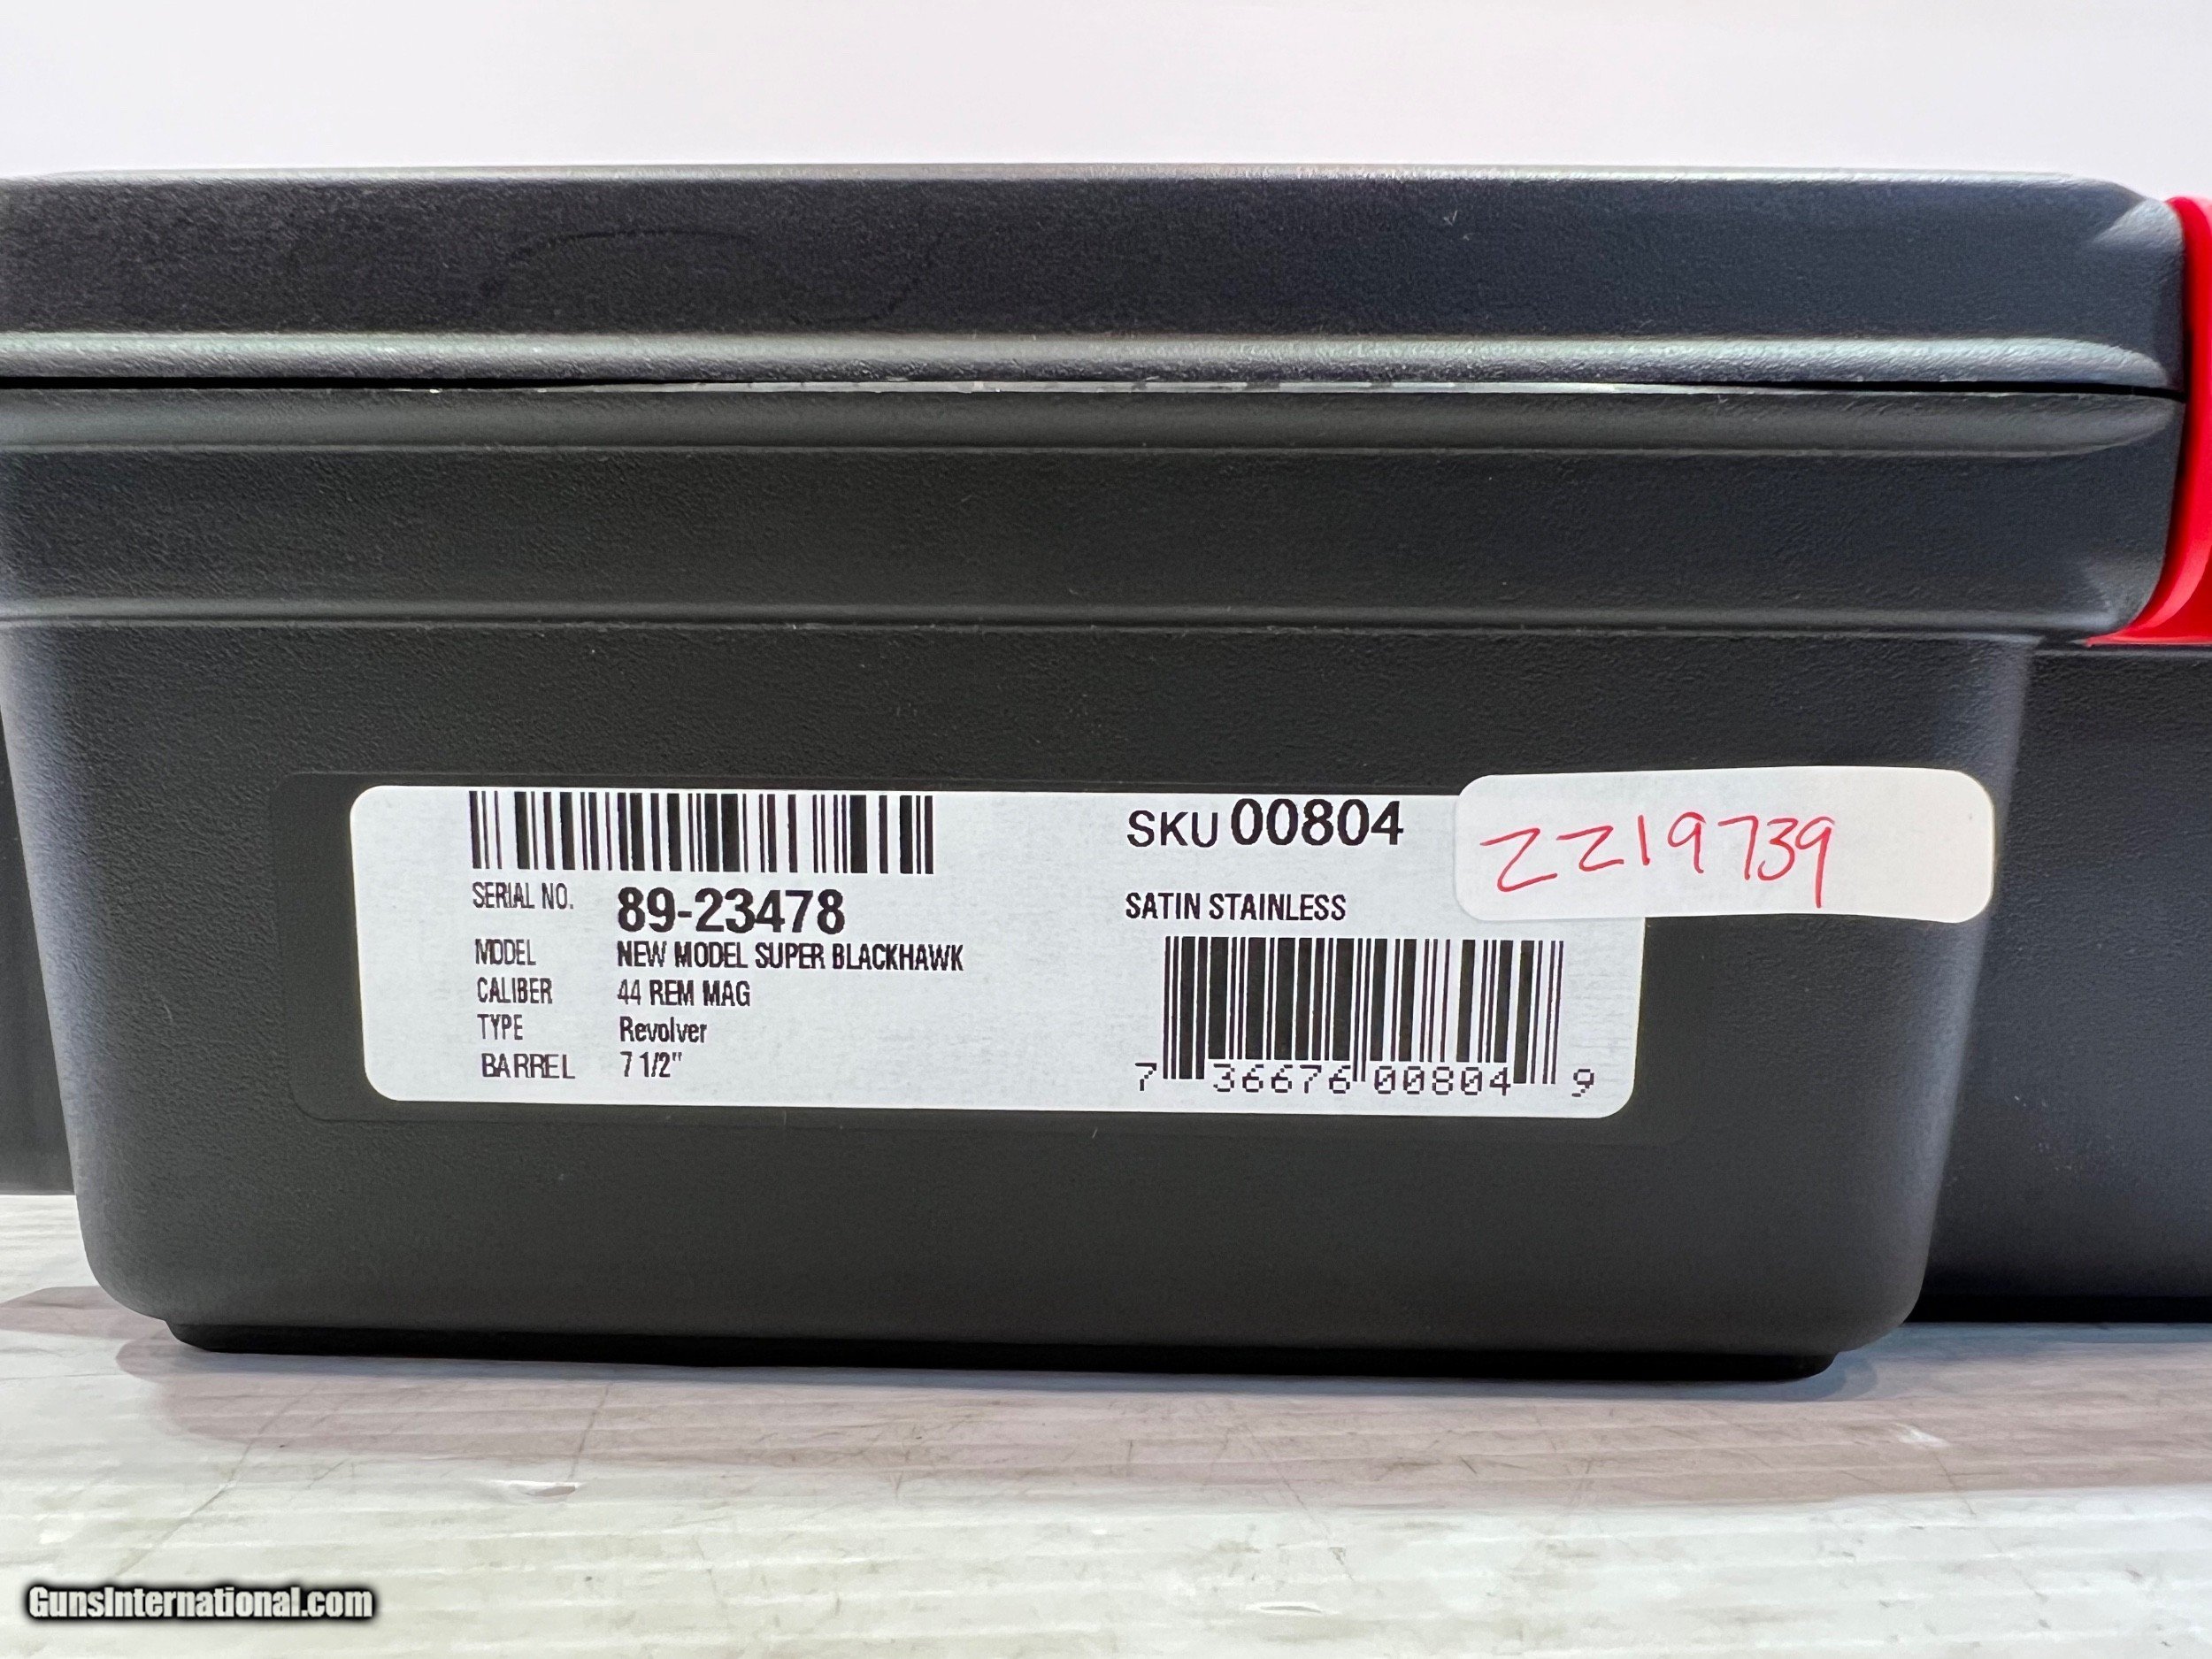 SKU 00804
2219739
SERIAL NO. 89-23478
SATIN STAINLESS
MODEL NEW MODEL SUPER BLACKHAWK
CALIBER 44 REM MAG
TYPE Revolver
BARREL 7 1/2"
7 36676 00804 9
GunsInternational.com